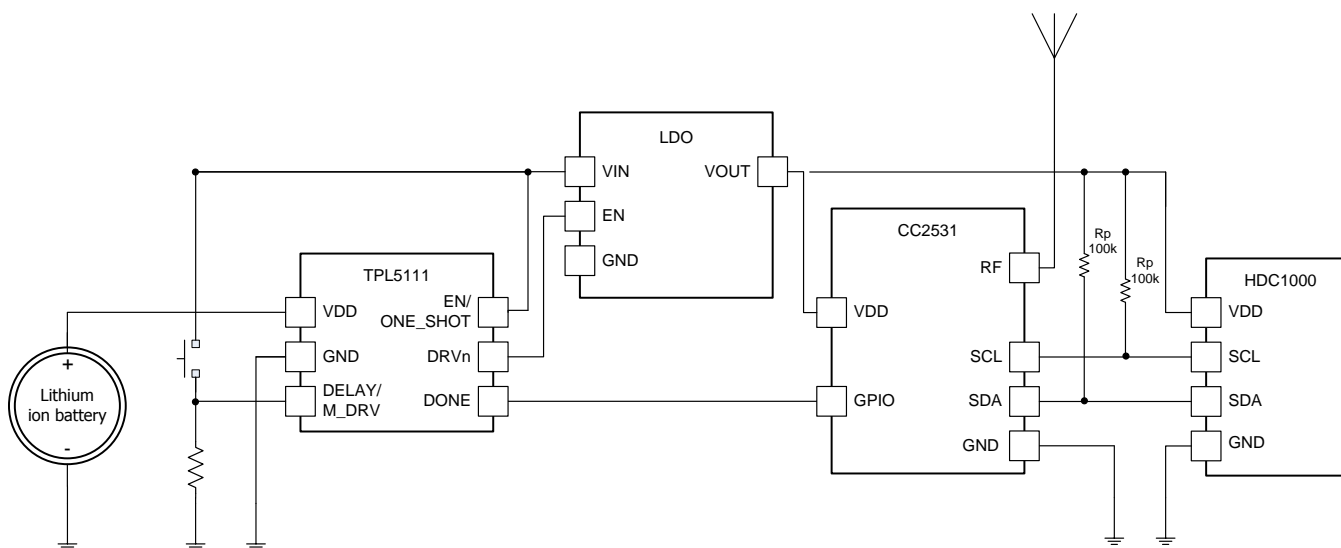 LDO
VIN
VOUT
EN
GND
CC2531
RF
VDD
SCL
GPIO
SDA
GND
Rp
100k
Rp
100k
HDC1000
VDD
SCL
SDA
GND
TPL5111
VDD
EN/
ONE_SHOT
GND
DRVn
DELAY/
M_DRV
DONE
+
Lithium
ion battery
-